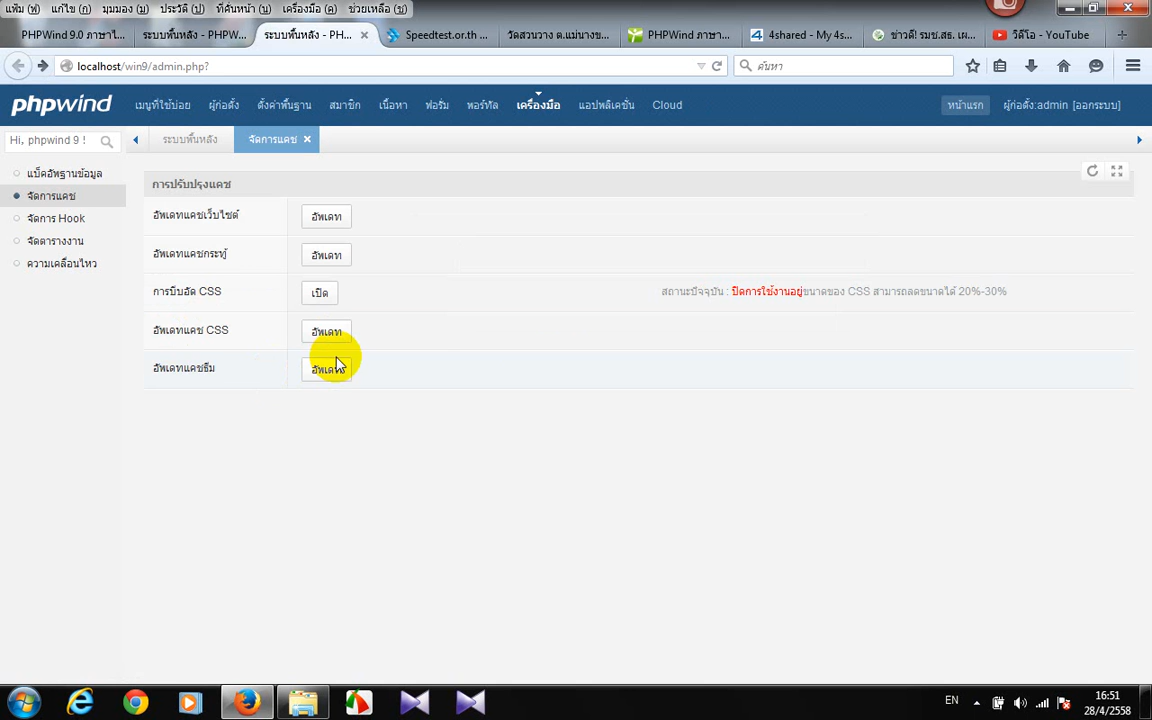 แฟ้ม (ฟ) แก้ไข (ก) มุมมอง (ม) ประวัติ (ป) ที่คั่นหน้า (น) เครื่องมือ (ค) ช่วยเหลือ (ช)
PHPWind 9.0 ภาษาไ... ระบบพื้นหลัง - PHPW... ระบบพื้นหลัง - PH... Speedtest.or.th ... วัดสวนวาง ต.แม่นางข... PHPWind ภาษา... 4shared - My 4s... ข่าวดี! รมช.สธ. เผ... วีดีโอ - YouTube
localhost/win9/admin.php? ค้นหา
phpwind เมนูที่ใช้บ่อย ผู้ก่อตั้ง ตั้งค่าพื้นฐาน สมาชิก เนื้อหา ฟอรั่ม พอร์ทัล เครื่องมือ แอปพลิเคชั่น Cloud หน้าแรก ผู้ก่อตั้ง:admin [ออกระบบ]
Hi, phpwind 9 ! ระบบพื้นหลัง จัดการแคช
แบ็คอัพฐานข้อมูล
จัดการแคช
จัดการ Hook
จัดตารางงาน
ความเคลื่อนไหว
การปรับปรุงแคช
อัพเดทแคชเว็บไซต์ อัพเดท
อัพเดทแคชกระทู้ อัพเดท
การบีบอัด CSS เปิด สถานะปัจจุบัน : ปิดการใช้งานอยู่ขนาดของ CSS สามารถลดขนาดได้ 20%-30%
อัพเดทแคช CSS อัพเดท
อัพเดทแคชธีม อัพเดท
EN 16:51
28/4/2558